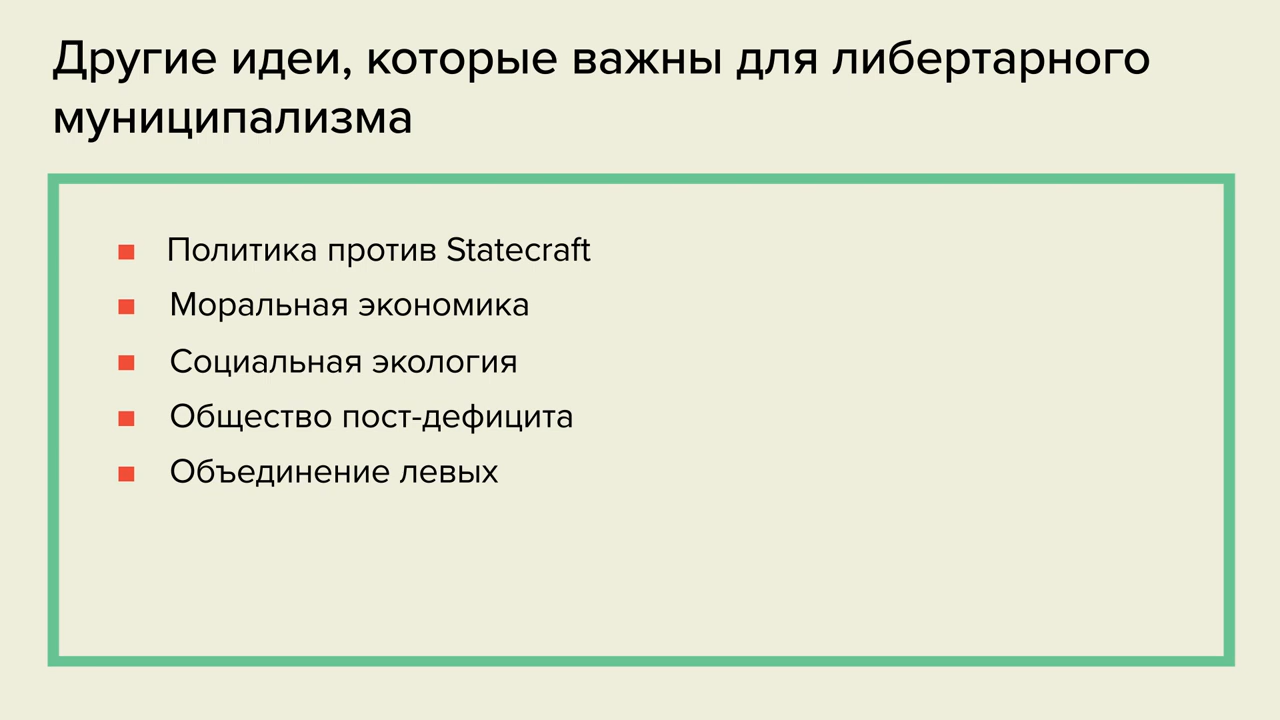 Другие идеи, которые важны для либертарного
муниципализма
Политика против Statecraft
Моральная экономика
Социальная экология
Общество пост-дефицита
Объединение левых